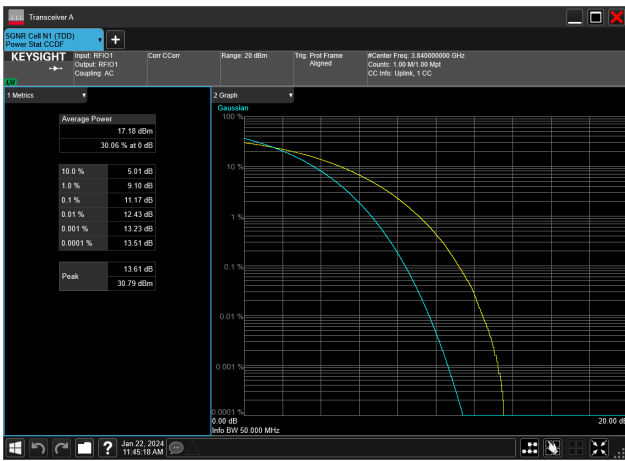 Transceiver A
5GNR Cell N1 (TDD)
Power Stat CCDF
KEYSIGHT
Input: RFIO1
Output: RFIO1
Coupling: AC
Corr CCorr
Range: 20 dBm
Trig: Prot Frame
Aligned
#Center Freq: 3.840000000 GHz
Counts: 1.00 M/1.00 Mpt
CC Info: Uplink, 1 CC
1 Metrics
Average Power
17.18 dBm
30.06 % at 0 dB
10.0 % 5.01 dB
1.0 % 9.10 dB
0.1 % 11.17 dB
0.01 % 12.43 dB
0.001 % 13.23 dB
0.0001 % 13.51 dB
Peak
13.61 dB
30.79 dBm
2 Graph
Gaussian
100 %
10 %
1 %
0.1 %
0.01 %
0.001 %
0.0001 %
0.00 dB 20.00 dB
Info BW 50.000 MHz
Jan 22, 2024
11:45:18 AM